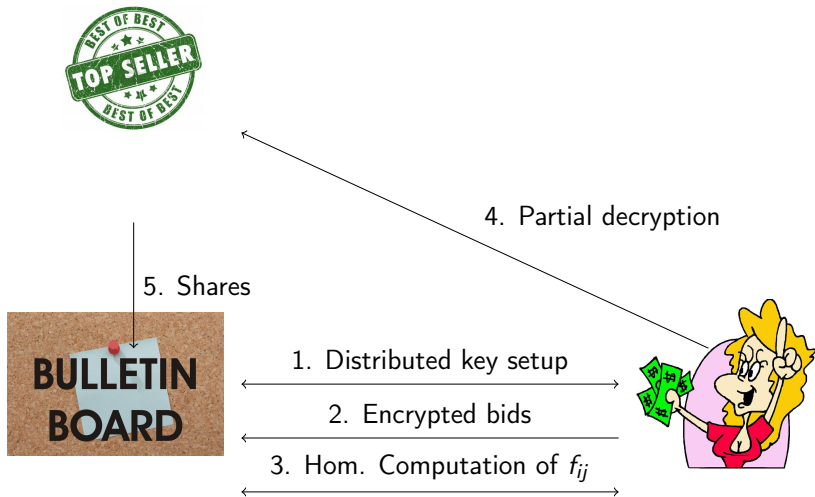 BEST OF BEST
TOP SELLER
BEST OF BEST
4. Partial decryption
5. Shares
BULLETIN
BOARD
1. Distributed key setup
2. Encrypted bids
3. Hom. Computation of f_ij
$ $ $ $ $